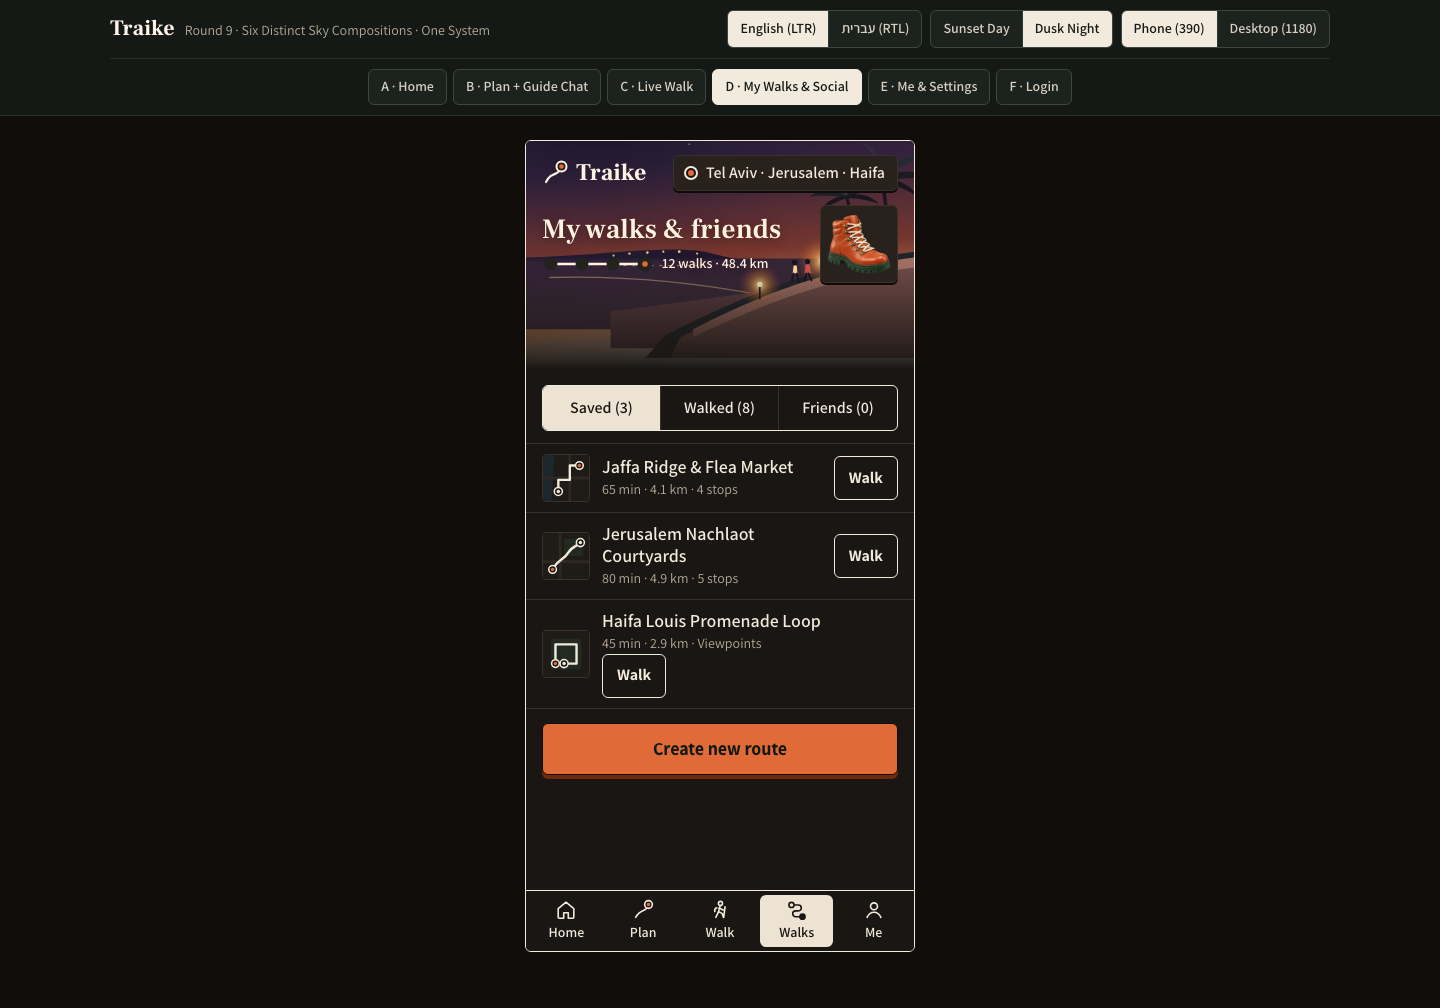 Traike Round 9 · Six Distinct Sky Compositions · One System
English (LTR) עברית (RTL) Sunset Day Dusk Night Phone (390) Desktop (1180)
A · Home B · Plan + Guide Chat C · Live Walk D · My Walks & Social E · Me & Settings F · Login
Traike Tel Aviv · Jerusalem · Haifa
My walks & friends
12 walks · 48.4 km
Saved (3) Walked (8) Friends (0)
Jaffa Ridge & Flea Market
65 min · 4.1 km · 4 stops
Walk
Jerusalem Nachlaot
Courtyards
80 min · 4.9 km · 5 stops
Walk
Haifa Louis Promenade Loop
45 min · 2.9 km · Viewpoints
Walk
Create new route
Home Plan Walk Walks Me